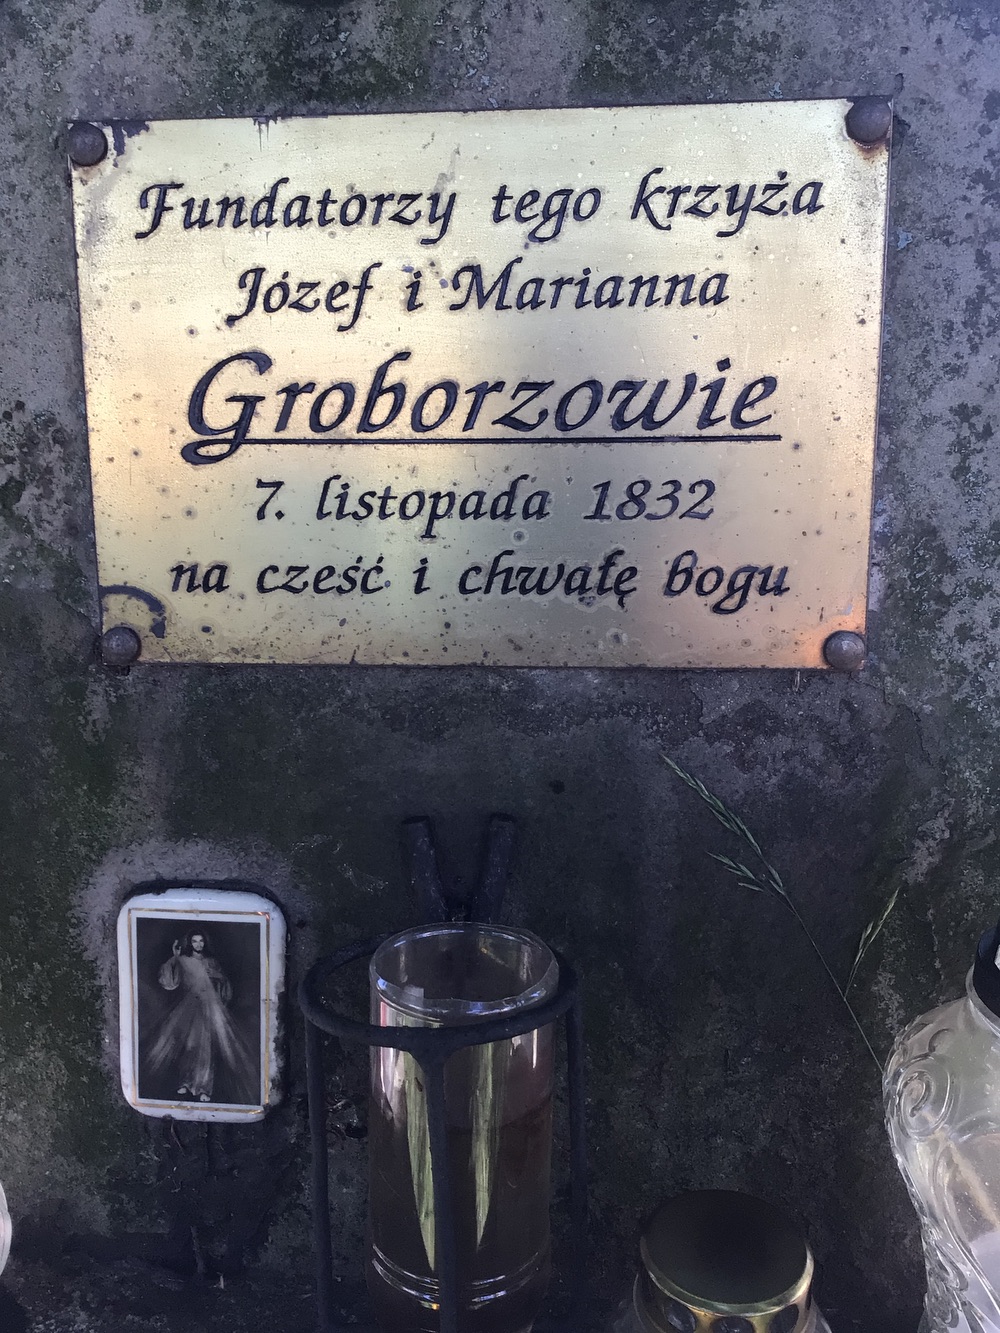 Fundatorzy tego krzyża
Józef i Marianna
Groborzowie
7. listopada 1832
na cześć i chwałę bogu